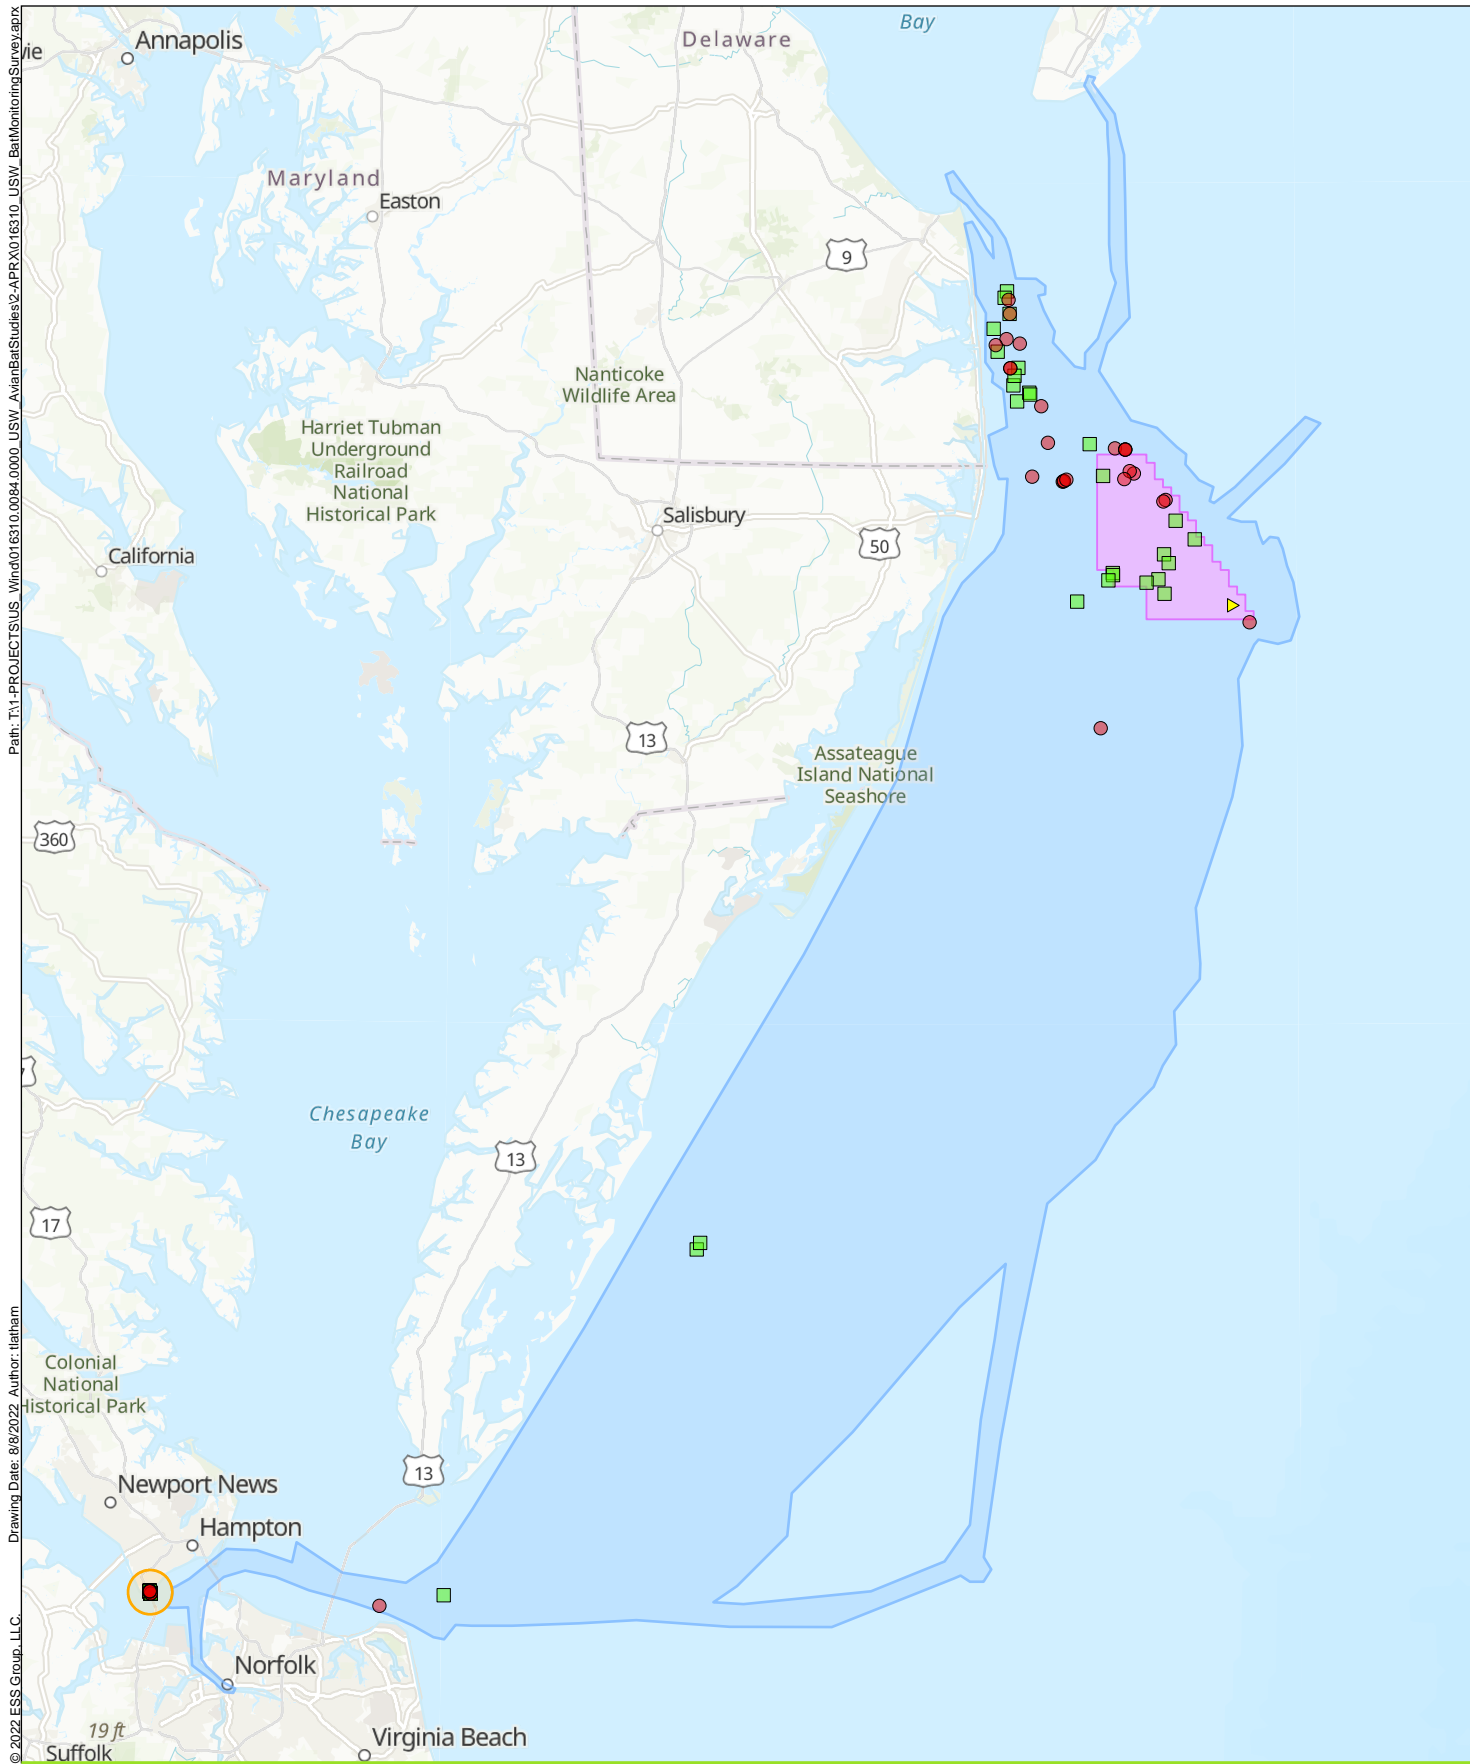 Bay
Annapolis
Delaware
vie
Maryland
Easton
9
Nanticoke
Wildlife Area
Harriet Tubman
Underground
Railroad
National
Historical Park
Salisbury
50
California
13
Assateague
Island National
Seashore
360
Chesapeake
Bay
13
17
Colonial
National
Historical Park
13
Newport News
Hampton
Norfolk
19 ft
Virginia Beach
Suffolk
Path: T:\1-PROJECTS\US_Wind\016310.0084.0000_USW_AvianBatStudies\2-APRX\016310_USW_BatMonitoringSurvey.aprx
Drawing Date: 8/8/2022 Author: tlatham
© 2022 ESS Group, LLC.